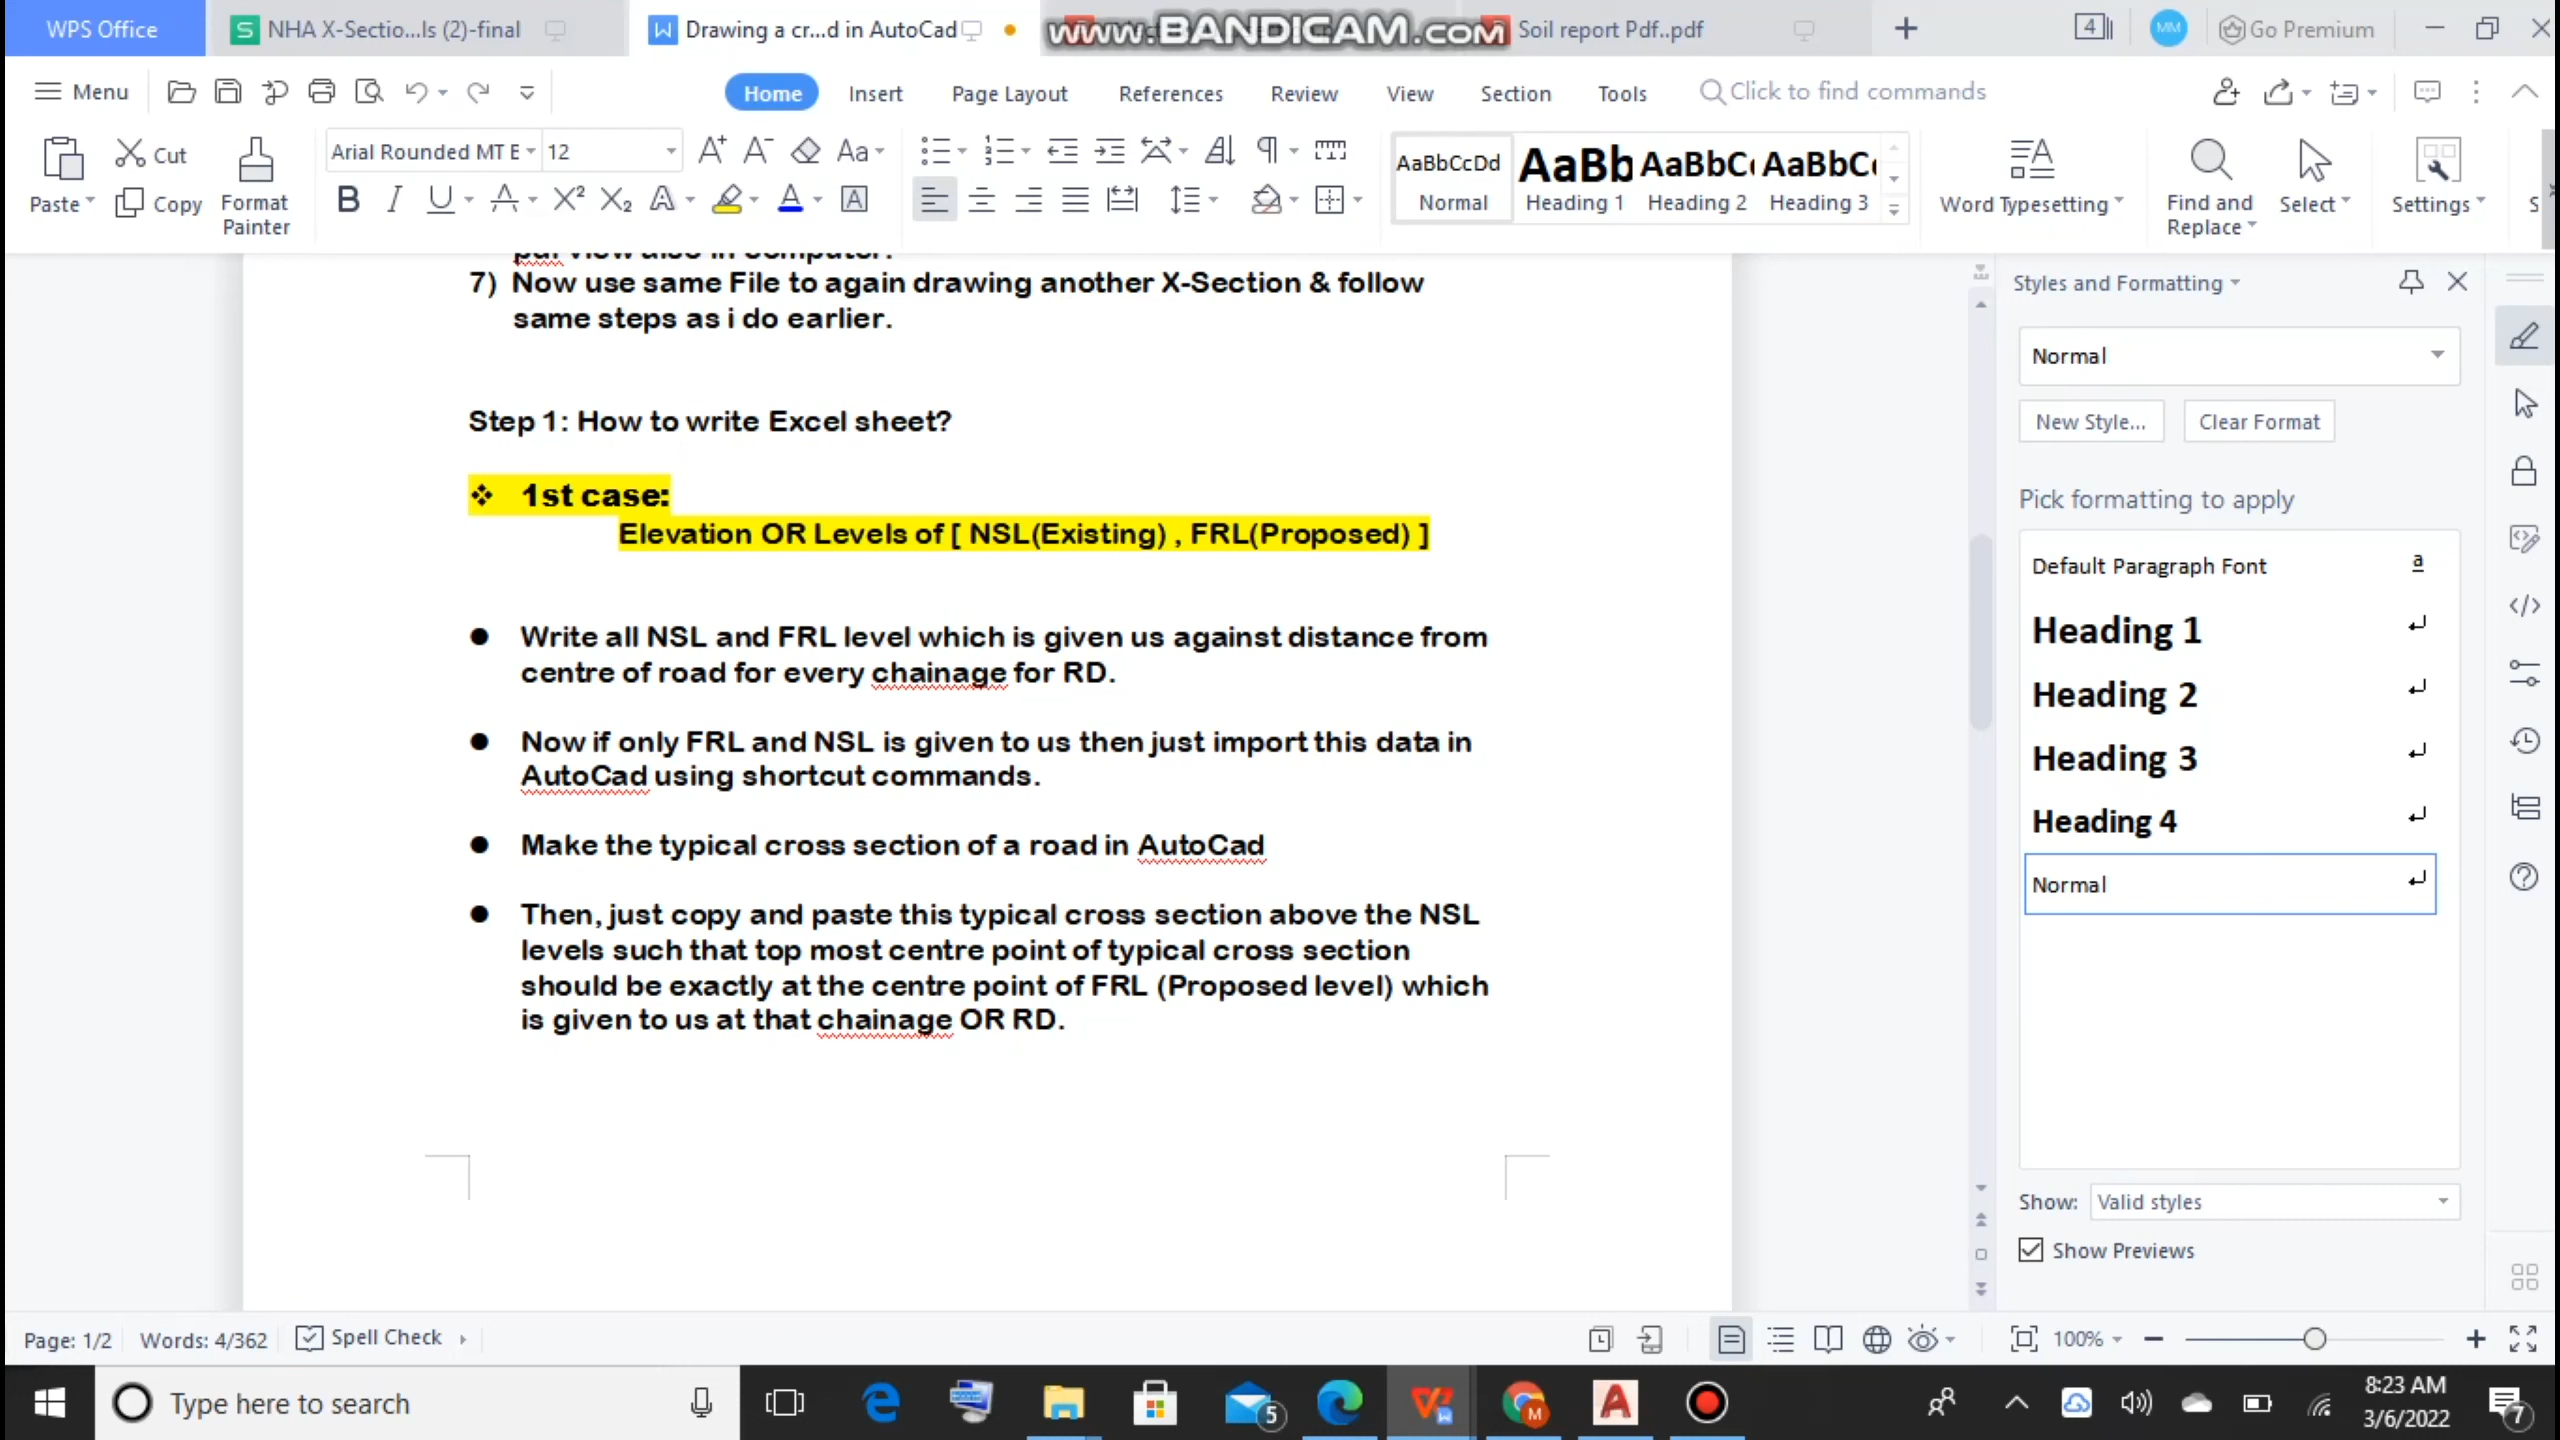 WPS Office
NHA X-Sectio...ls (2)-final
Drawing a cr...d in AutoCad
www.BANDICAM.com
Soil report Pdf..pdf
4
MM
Go Premium
Menu
Home
Insert
Page Layout
References
Review
View
Section
Tools
Click to find commands
Paste
Cut
Copy
Format
Painter
Arial Rounded MT E
12
AaBbCcDd
Normal
AaBb
Heading 1
AaBbC
Heading 2
AaBbC
Heading 3
Word Typesetting
Find and
Replace
Select
Settings
S
pdf view also in computer.
7) Now use same File to again drawing another X-Section & follow
same steps as i do earlier.
Step 1: How to write Excel sheet?
❖ 1st case:
Elevation OR Levels of [ NSL(Existing) , FRL(Proposed) ]
● Write all NSL and FRL level which is given us against distance from
centre of road for every chainage for RD.
● Now if only FRL and NSL is given to us then just import this data in
AutoCad using shortcut commands.
● Make the typical cross section of a road in AutoCad
● Then, just copy and paste this typical cross section above the NSL
levels such that top most centre point of typical cross section
should be exactly at the centre point of FRL (Proposed level) which
is given to us at that chainage OR RD.
Styles and Formatting
Normal
New Style...
Clear Format
Pick formatting to apply
Default Paragraph Font
a
Heading 1
Heading 2
Heading 3
Heading 4
Normal
Show: Valid styles
Show Previews
Page: 1/2
Words: 4/362
Spell Check
100%
Type here to search
5
M
8:23 AM
3/6/2022
7